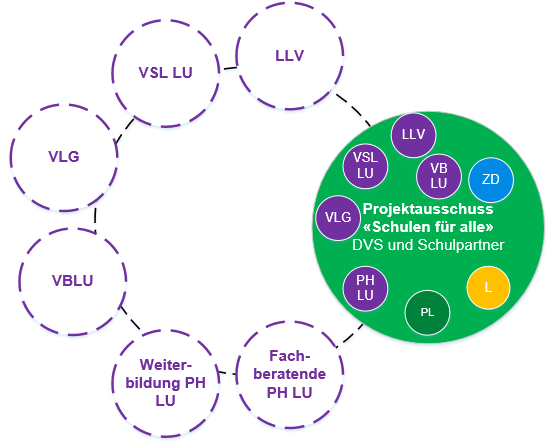 LLV
VSL LU
VLG
VBLU
Weiter-
bildung PH
LU
Fach-
beratende
PH LU
LLV
VSL
LU
VB
LU
ZD
VLG
Projektausschuss
«Schulen für alle»
DVS und Schulpartner
PH
LU
PL
L